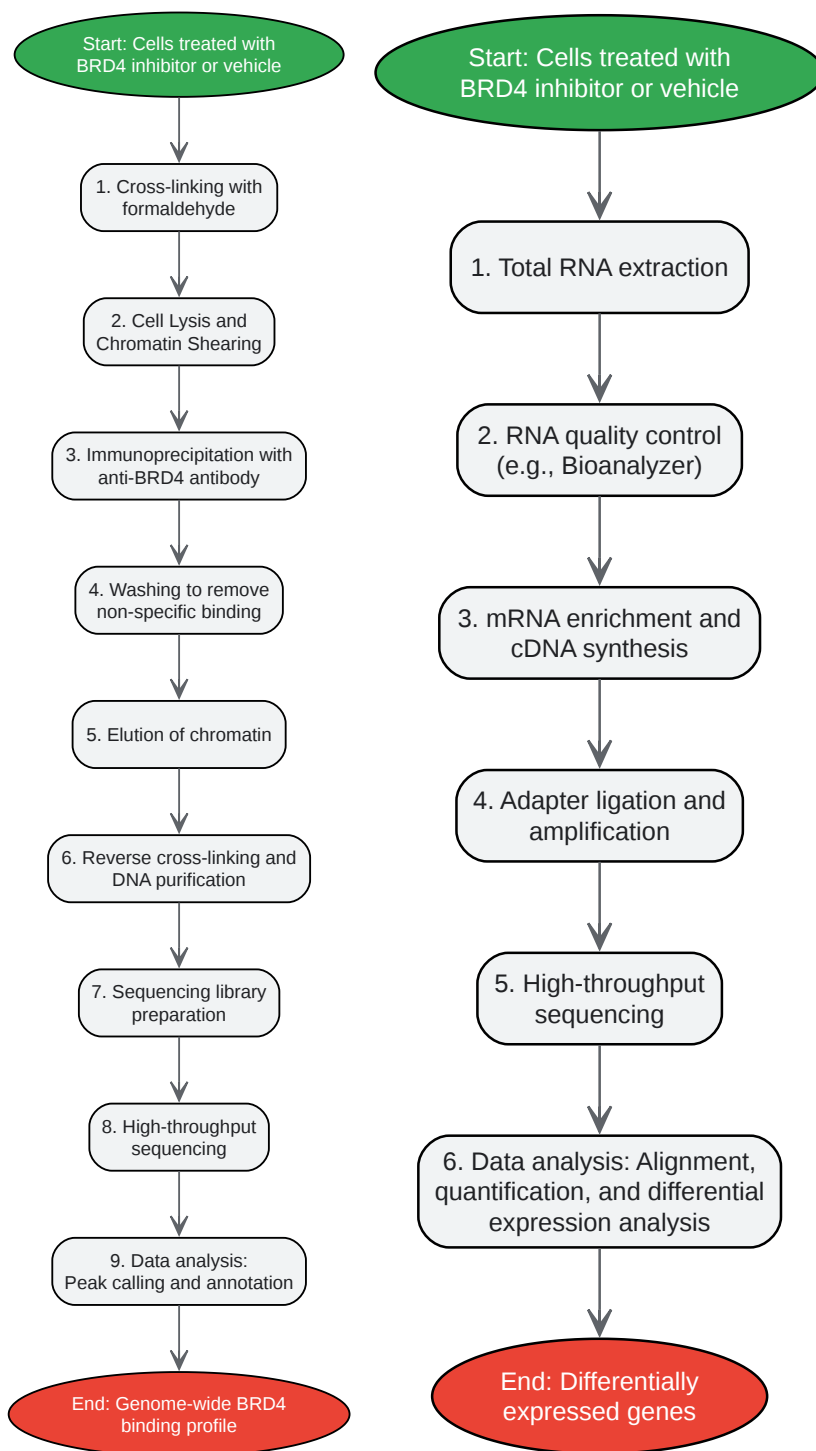 Start: Cells treated with
BRD4 inhibitor or vehicle
1. Cross-linking with
formaldehyde
2. Cell Lysis and
Chromatin Shearing
3. Immunoprecipitation with
anti-BRD4 antibody
4. Washing to remove
non-specific binding
5. Elution of chromatin
6. Reverse cross-linking and
DNA purification
7. Sequencing library
preparation
8. High-throughput
sequencing
9. Data analysis:
Peak calling and annotation
End: Genome-wide BRD4
binding profile
Start: Cells treated with
BRD4 inhibitor or vehicle
1. Total RNA extraction
2. RNA quality control
(e.g., Bioanalyzer)
3. mRNA enrichment and
cDNA synthesis
4. Adapter ligation and
amplification
5. High-throughput
sequencing
6. Data analysis: Alignment,
quantification, and differential
expression analysis
End: Differentially
expressed genes